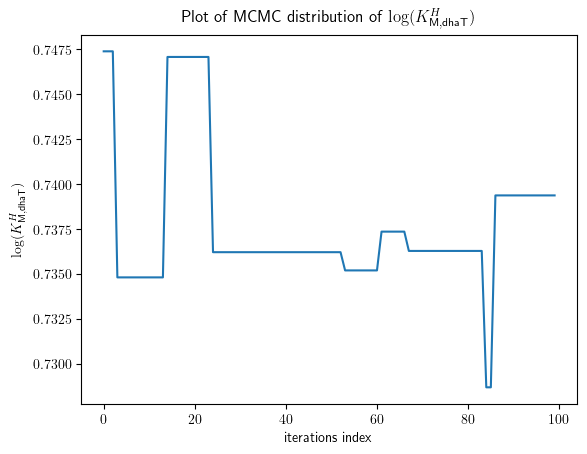 Plot of MCMC distribution of log(K^H_{M,dhaT})
log(K^H_{M,dhaT})
0.7475
0.7450
0.7425
0.7400
0.7375
0.7350
0.7325
0.7300
0 20 40 60 80 100
iterations index